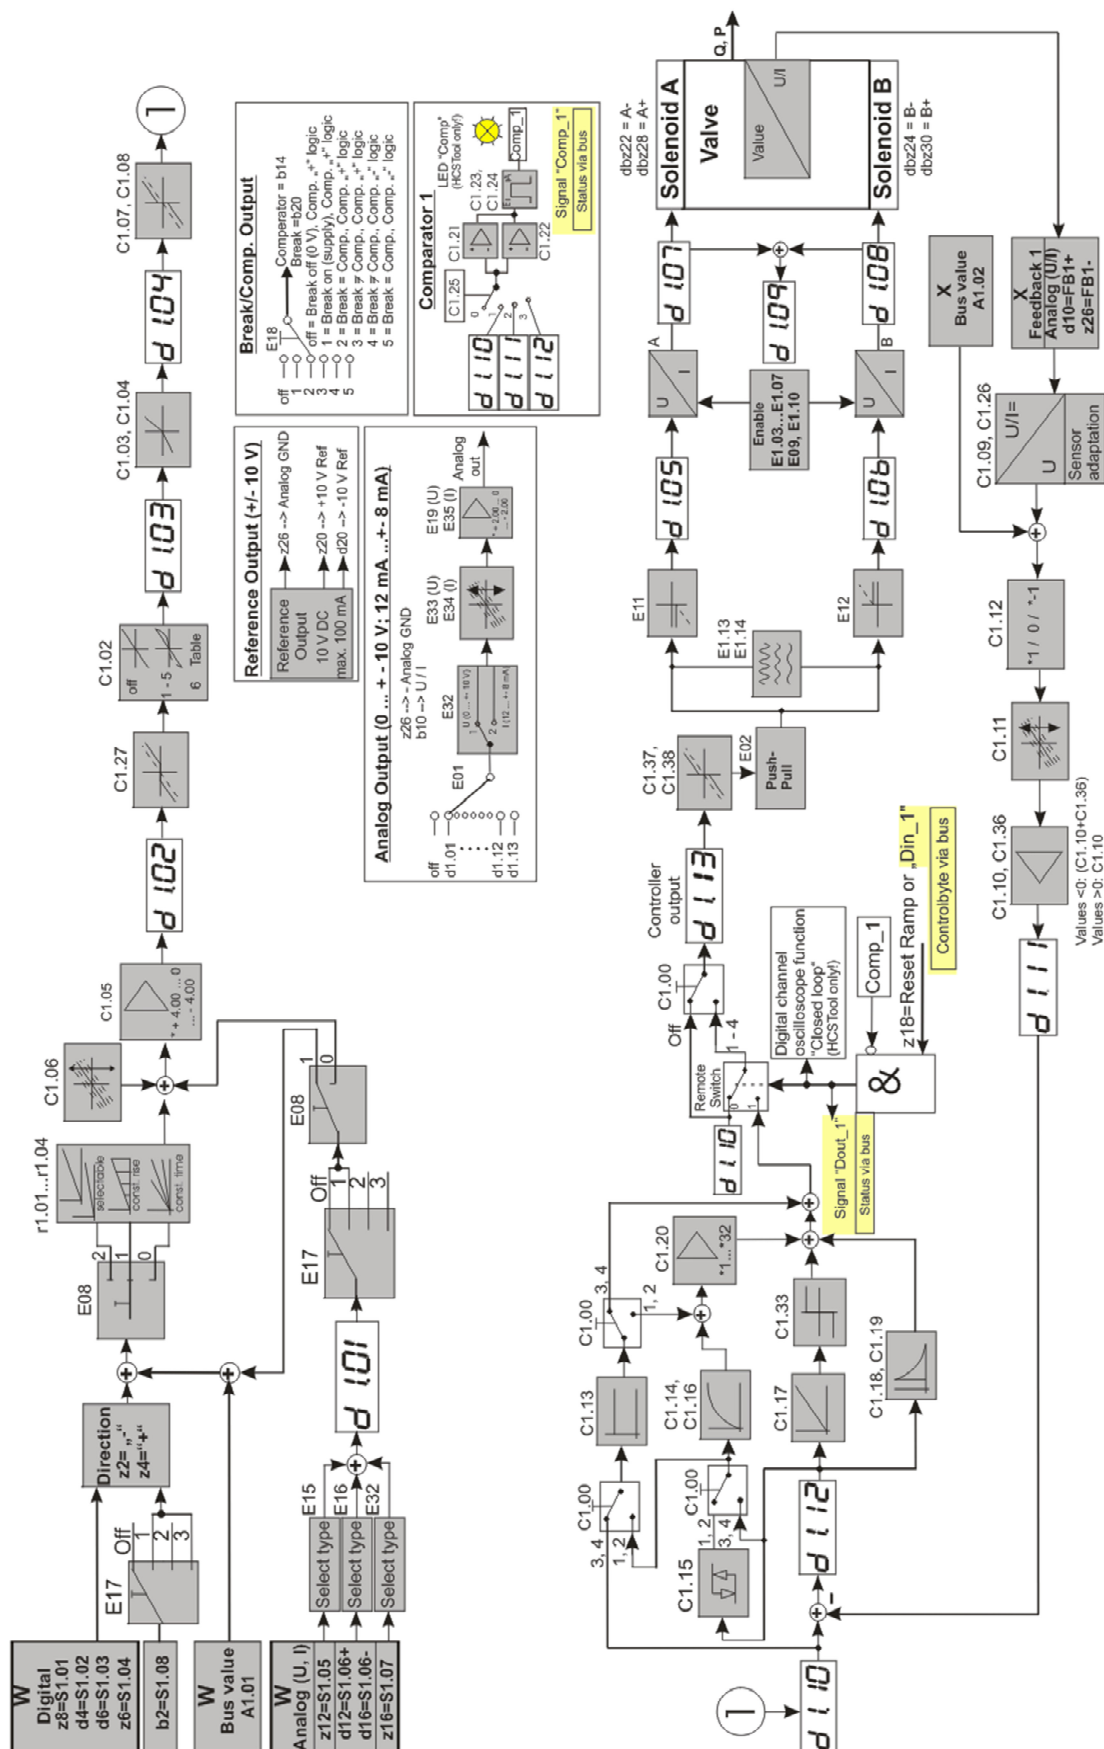 W
Digital
z8=S1.01
d4=S1.02
d6=S1.03
z6=S1.04
b2=S1.08
W
Bus value
A1.01
W
Analog (U, I)
z12=S1.05
d12=S1.06+
d16=S1.06-
z16=S1.07
E17
Off
1
2
3
Direction
z2= „-“
z4=“+“
Select type
Select type
Select type
E15
E16
E32
d 1.01
E08
2
1
0
E17
Off
1
2
3
E08
1
0
r1.01...r1.04
selectable
const. rise
const. time
C1.06
C1.05
* + 4.00 ... 0
... - 4.00
d 1.02
C1.27
C1.02
off
1 - 5
6 Table
d 1.03
C1.03, C1.04
d 1.04
C1.07, C1.08
1
Reference Output (+/- 10 V)
Reference
Output
10 V DC
max. 100 mA
z26 --> Analog GND
z20 --> +10 V Ref
d20 --> -10 V Ref
Break/Comp. Output
off
1
2
3
4
5
E18
Comperator = b14
Break =b20
off = Break off (0 V), Comp. „+“ logic
1 = Break on (supply), Comp. „+“ logic
2 = Break = Comp., Comp. „+“ logic
3 = Break ≠ Comp., Comp. „+“ logic
4 = Break ≠ Comp., Comp. „-“ logic
5 = Break = Comp., Comp. „-“ logic
Analog Output (0 ... + - 10 V; 12 mA ...+- 8 mA)
z26 --> - Analog GND
b10 --> U / I
off
d1.01
d1.12
d1.13
E01
E32
U (0 ... +- 10 V)
1
2
I (12 ... +- 8 mA)
E33 (U)
E34 (I)
E19 (U)
E35 (I)
* + 2.00 ... 0
... - 2.00
Analog
out
Comparator 1
d 1.10
d 1.11
d 1.12
C1.25
0
1
2
3
C1.21
C1.22
C1.23,
C1.24
LED "Comp"
(HCSTool only!)
Comp_1
Signal "Comp_1"
Status via bus
1
d 1.10
d 1.12
C1.15
C1.00
3, 4
1, 2
C1.00
1, 2
3, 4
C1.13
C1.14,
C1.16
C1.17
C1.18, C1.19
C1.00
3, 4
1, 2
C1.20
*1... *32
C1.33
d 1.10
Remote
Switch
0
1
Off
1 - 4
C1.00
Controller
output
d 1.13
Signal "Dout_1"
Status via bus
Digital channel
oscilloscope function
"Closed loop"
(HCSTool only!)
&
Comp_1
z18=Reset Ramp or „Din_1"
Controlbyte via bus
C1.37,
C1.38
E02
Push-
Pull
E1.13
E1.14
E11
E12
d 1.05
d 1.06
Enable
E1.03...E1.07
E09, E1.10
U
I
A
U
I
B
d 1.07
d 1.09
d 1.08
Solenoid A
Valve
Solenoid B
Value
U/I
Q, P
dbz22 = A-
dbz28 = A+
dbz24 = B-
dbz30 = B+
X
Bus value
A1.02
X
Feedback 1
Analog (U/I)
d10=FB1+
z26=FB1-
C1.09, C1.26
U/I=
U
Sensor
adaptation
C1.12
*1 / 0 / *-1
C1.11
C1.10, C1.36
Values <0: (C1.10+C1.36)
Values >0: C1.10
d 1.11